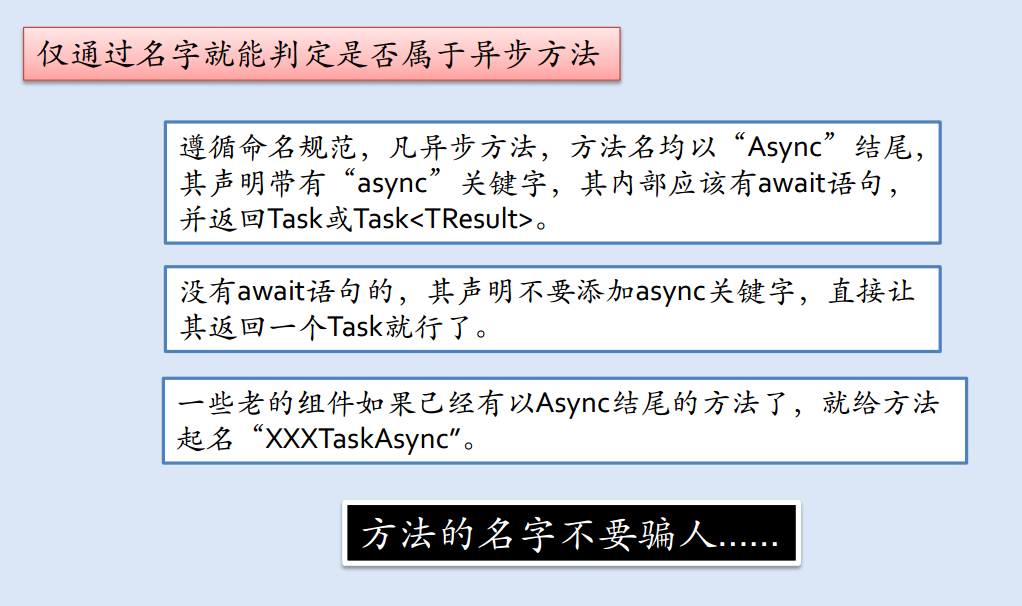 仅通过名字就能判定是否属于异步方法
遵循命名规范，凡异步方法，方法名均以“Async”结尾，
其声明带有“async”关键字，其内部应该有await语句，
并返回Task或Task<TResult>。
没有await语句的，其声明不要添加async关键字，直接让
其返回一个Task就行了。
一些老的组件如果已经有以Async结尾的方法了，就给方法
起名“XXXTaskAsync”。
方法的名字不要骗人……